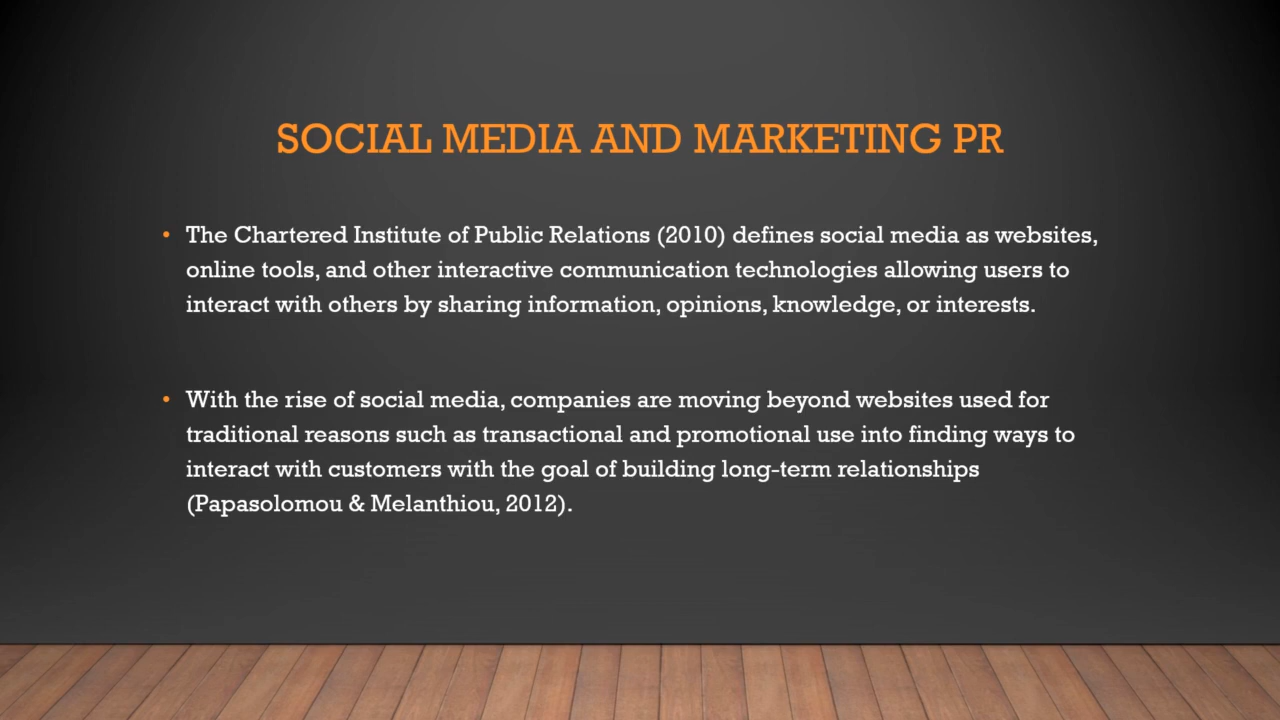 SOCIAL MEDIA AND MARKETING PR
• The Chartered Institute of Public Relations (2010) defines social media as websites,
online tools, and other interactive communication technologies allowing users to
interact with others by sharing information, opinions, knowledge, or interests.
• With the rise of social media, companies are moving beyond websites used for
traditional reasons such as transactional and promotional use into finding ways to
interact with customers with the goal of building long-term relationships
(Papasolomou & Melanthiou, 2012).